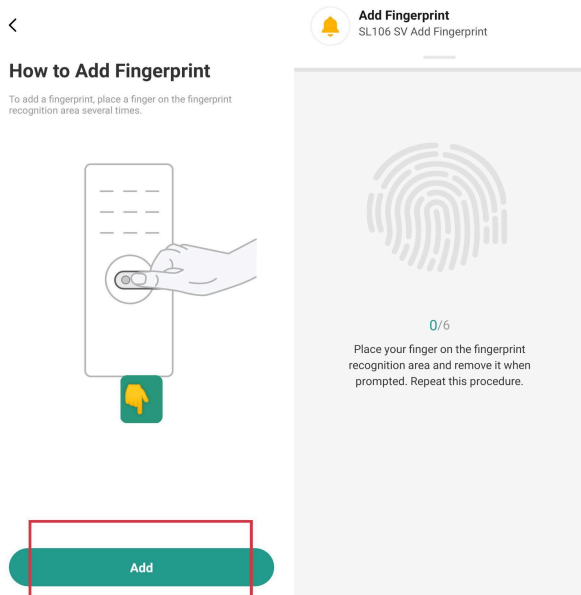 How to Add Fingerprint
To add a fingerprint, place a finger on the fingerprint
recognition area several times.
Add
Add Fingerprint
SL106 SV Add Fingerprint
0/6
Place your finger on the fingerprint
recognition area and remove it when
prompted. Repeat this procedure.